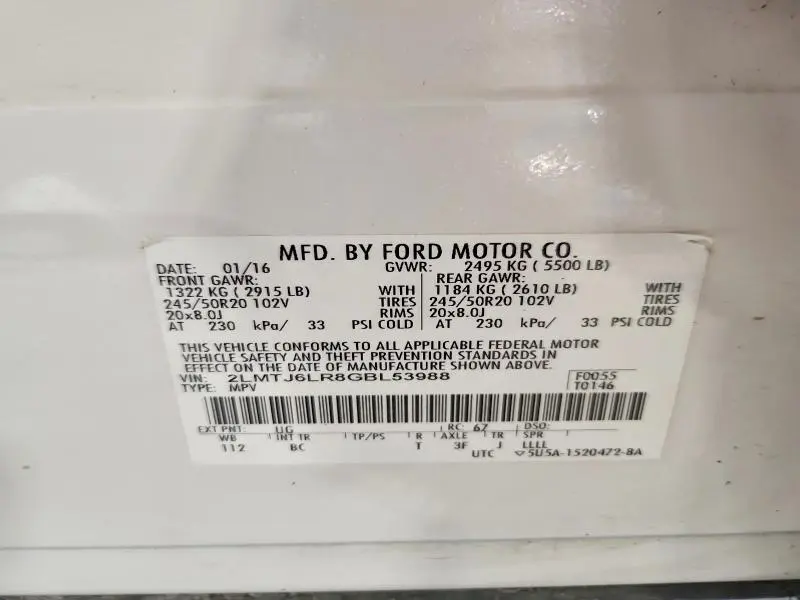 MFD. BY FORD MOTOR CO.
DATE: 01/16 GVWR: 2495 KG ( 5500 LB)
FRONT GAWR: REAR GAWR:
1322 KG ( 2915 LB) WITH 1184 KG ( 2610 LB) WITH
245/50R20 102V TIRES 245/50R20 102V TIRES
20x8.0J RIMS 20x8.0J RIMS
AT 230 kPa/ 33 PSI COLD AT 230 kPa/ 33 PSI COLD
THIS VEHICLE CONFORMS TO ALL APPLICABLE FEDERAL MOTOR
VEHICLE SAFETY AND THEFT PREVENTION STANDARDS IN
EFFECT ON THE DATE OF MANUFACTURE SHOWN ABOVE.
VIN: 2LMTJ6LR8GBL53988 F0055
TYPE: MPV T0146
EXT PNT: UG RC: 67 DSO:
WB INT TR TP/PS R AXLE TR SPR
112 BC T 3F J LLLL
UTC ▽5U5A-1520472-8A